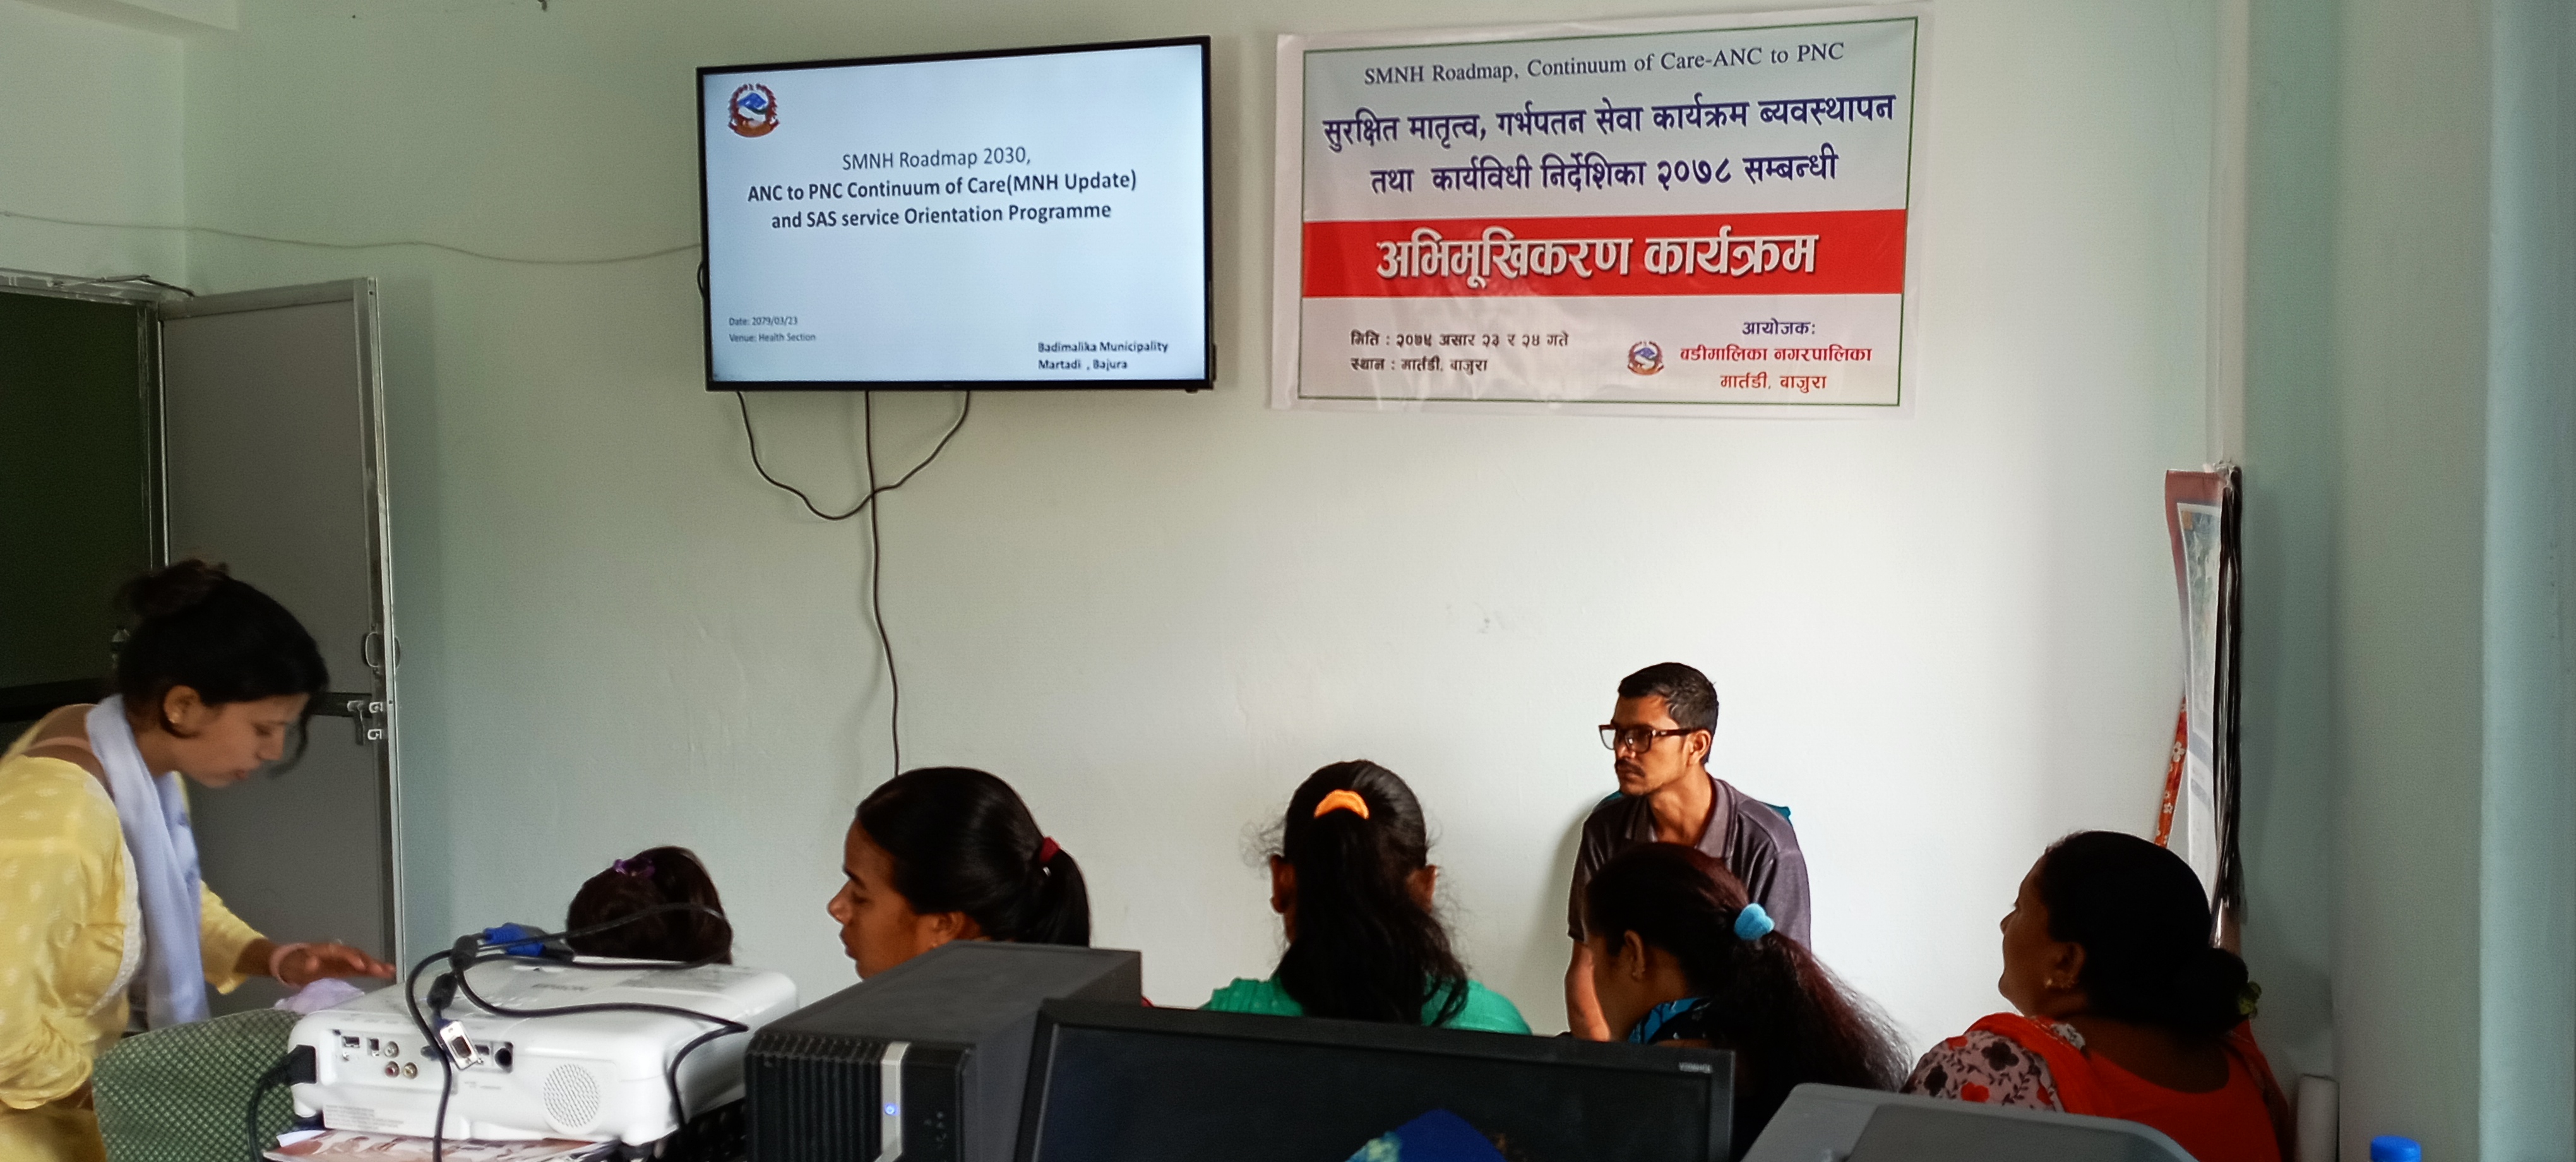 SMNH Roadmap 2030,
ANC to PNC Continuum of Care(MNH Update)
and SAS service Orientation Programme
Date: 2079/03/23
Venue: Health Section
Badimalika Municipality
Martadi , Bajura
SMNH Roadmap, Continuum of Care-ANC to PNC
सुरक्षित मातृत्व, गर्भपतन सेवा कार्यक्रम ब्यवस्थापन
तथा कार्यविधी निर्देशिका २०७८ सम्बन्धी
अभिमूखिकरण कार्यक्रम
मिति : २०७९ असार २३ र २४ गते
स्थान : मार्तडी, बाजुरा
आयोजक:
बडीमालिका नगरपालिका
मार्तडी, बाजुरा
EPSON